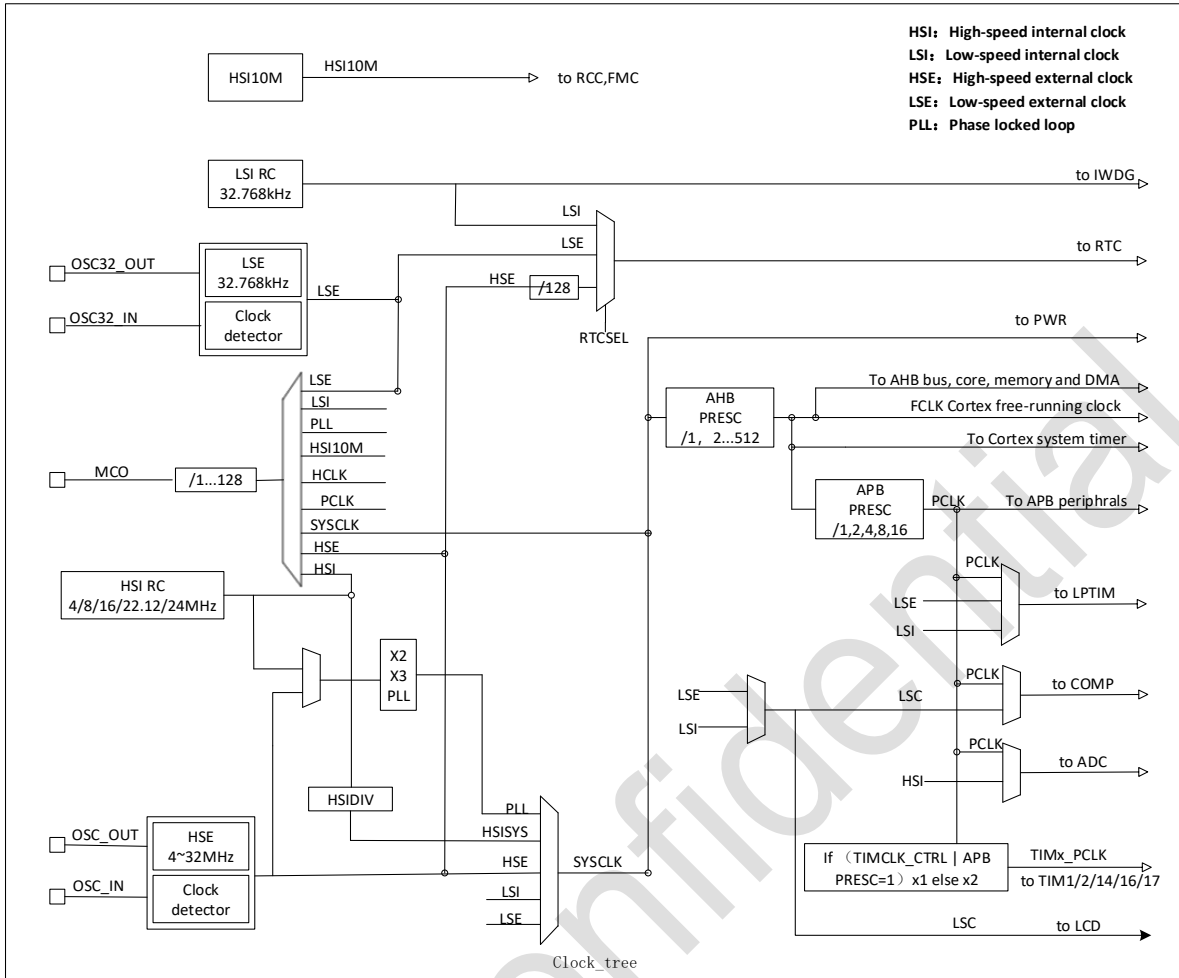 HSI：High-speed internal clock
LSI：Low-speed internal clock
HSE：High-speed external clock
LSE：Low-speed external clock
PLL：Phase locked loop
HSI10M
HSI10M
to RCC,FMC
LSI RC
32.768kHz
to IWDG
LSI
LSE
HSE
/128
RTCSEL
to RTC
OSC32_OUT
OSC32_IN
LSE
32.768kHz
Clock
detector
LSE
to PWR
LSE
LSI
PLL
HSI10M
HCLK
PCLK
SYSCLK
HSE
HSI
MCO
/1...128
AHB
PRESC
/1，2...512
To AHB bus, core, memory and DMA
FCLK Cortex free-running clock
To Cortex system timer
APB
PRESC
/1,2,4,8,16
PCLK
To APB periphrals
HSI RC
4/8/16/22.12/24MHz
X2
X3
PLL
PCLK
LSE
LSI
to LPTIM
LSE
LSI
LSC
PCLK
to COMP
PCLK
HSI
to ADC
HSIDIV
OSC_OUT
OSC_IN
HSE
4~32MHz
Clock
detector
PLL
HSISYS
HSE
LSI
LSE
SYSCLK
If （TIMCLK_CTRL | APB
PRESC=1）x1 else x2
TIMx_PCLK
to TIM1/2/14/16/17
LSC
to LCD
Clock_tree
onfidential